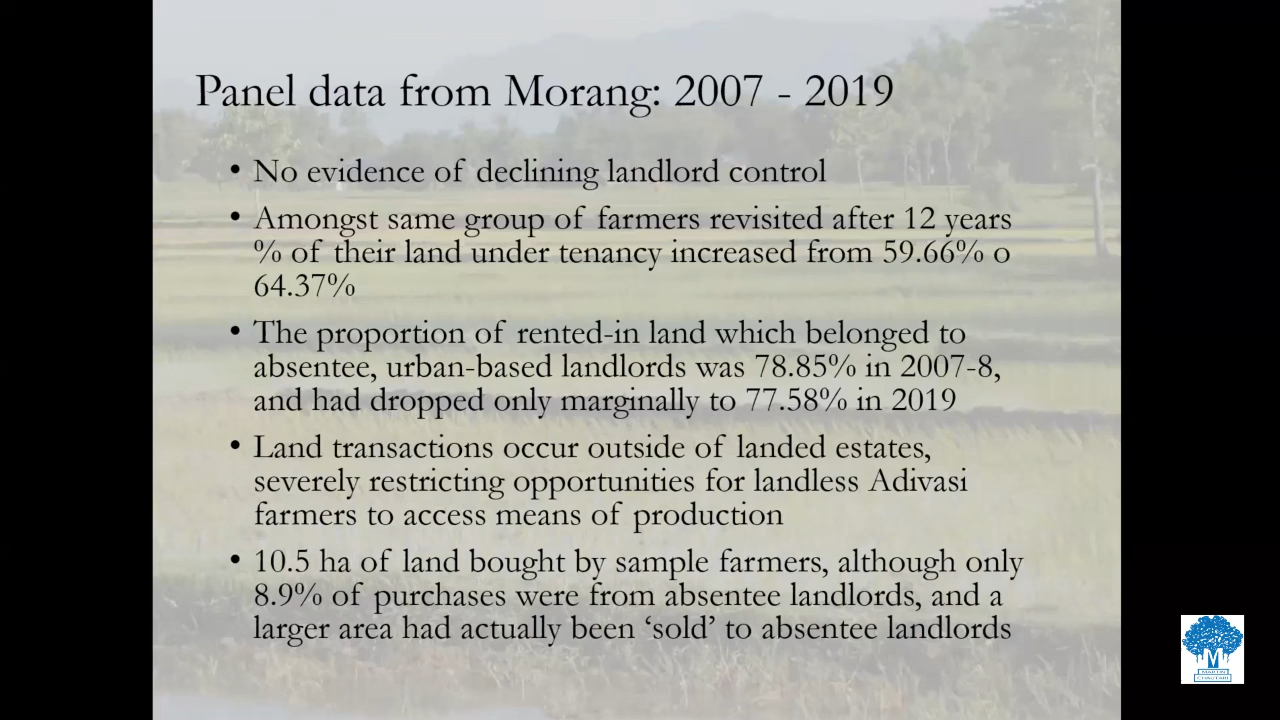 Panel data from Morang: 2007 - 2019
• No evidence of declining landlord control
• Amongst same group of farmers revisited after 12 years
% of their land under tenancy increased from 59.66% o
64.37%
• The proportion of rented-in land which belonged to
absentee, urban-based landlords was 78.85% in 2007-8,
and had dropped only marginally to 77.58% in 2019
• Land transactions occur outside of landed estates,
severely restricting opportunities for landless Adivasi
farmers to access means of production
• 10.5 ha of land bought by sample farmers, although only
8.9% of purchases were from absentee landlords, and a
larger area had actually been ‘sold’ to absentee landlords
MARTIN
CHAUTARI